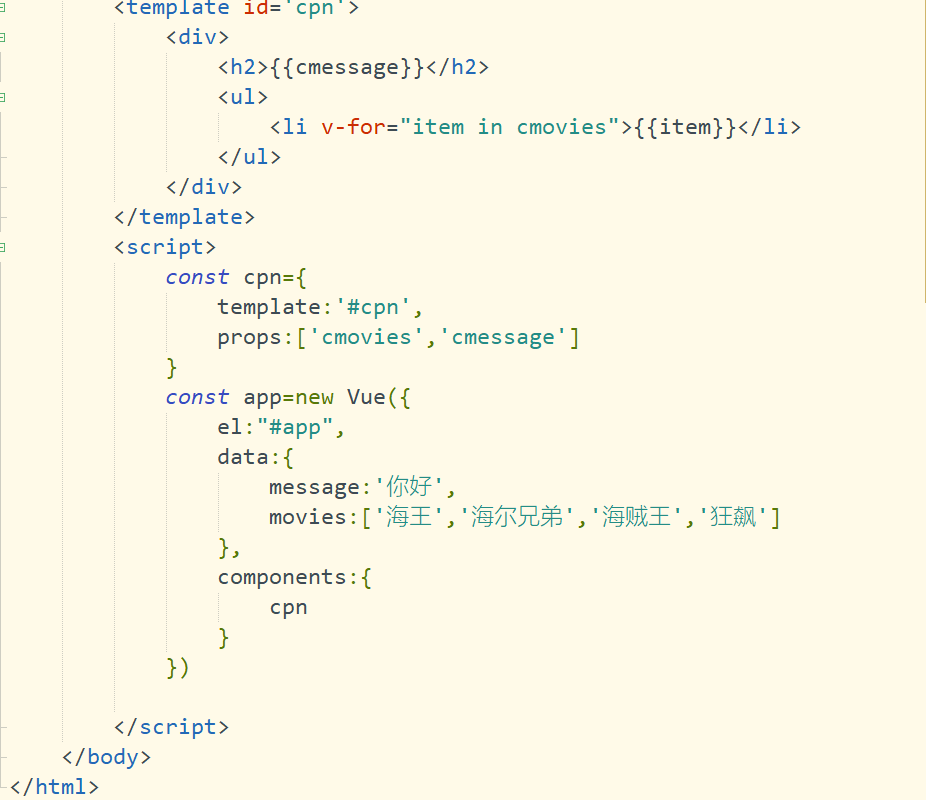 <template id='cpn'>
<div>
<h2>{{cmessage}}</h2>
<ul>
<li v-for="item in cmovies">{{item}}</li>
</ul>
</div>
</template>
<script>
const cpn={
template:'#cpn',
props:['cmovies','cmessage']
}
const app=new Vue({
el:"#app",
data:{
message:'你好',
movies:['海王','海尔兄弟','海贼王','狂飙']
},
components:{
cpn
}
})
</script>
</body>
</html>